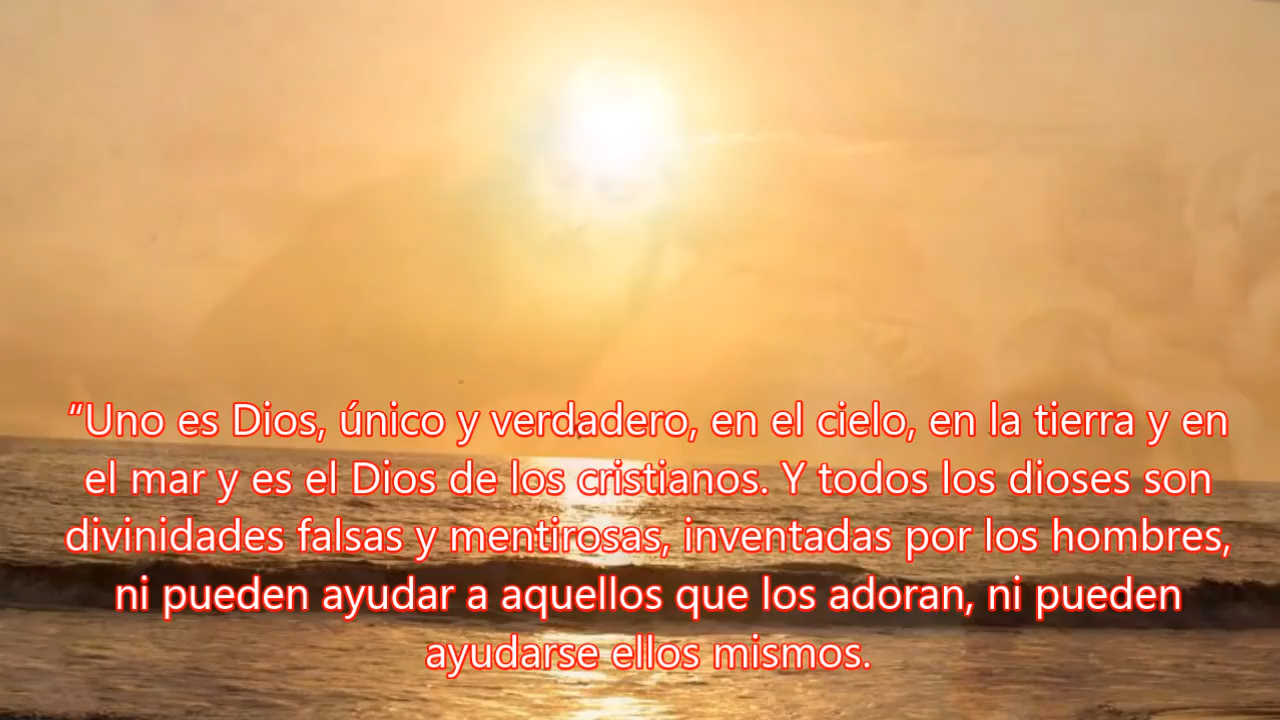 “Uno es Dios, único y verdadero, en el cielo, en la tierra y en
el mar y es el Dios de los cristianos. Y todos los dioses son
divinidades falsas y mentirosas, inventadas por los hombres,
ni pueden ayudar a aquellos que los adoran, ni pueden
ayudarse ellos mismos.